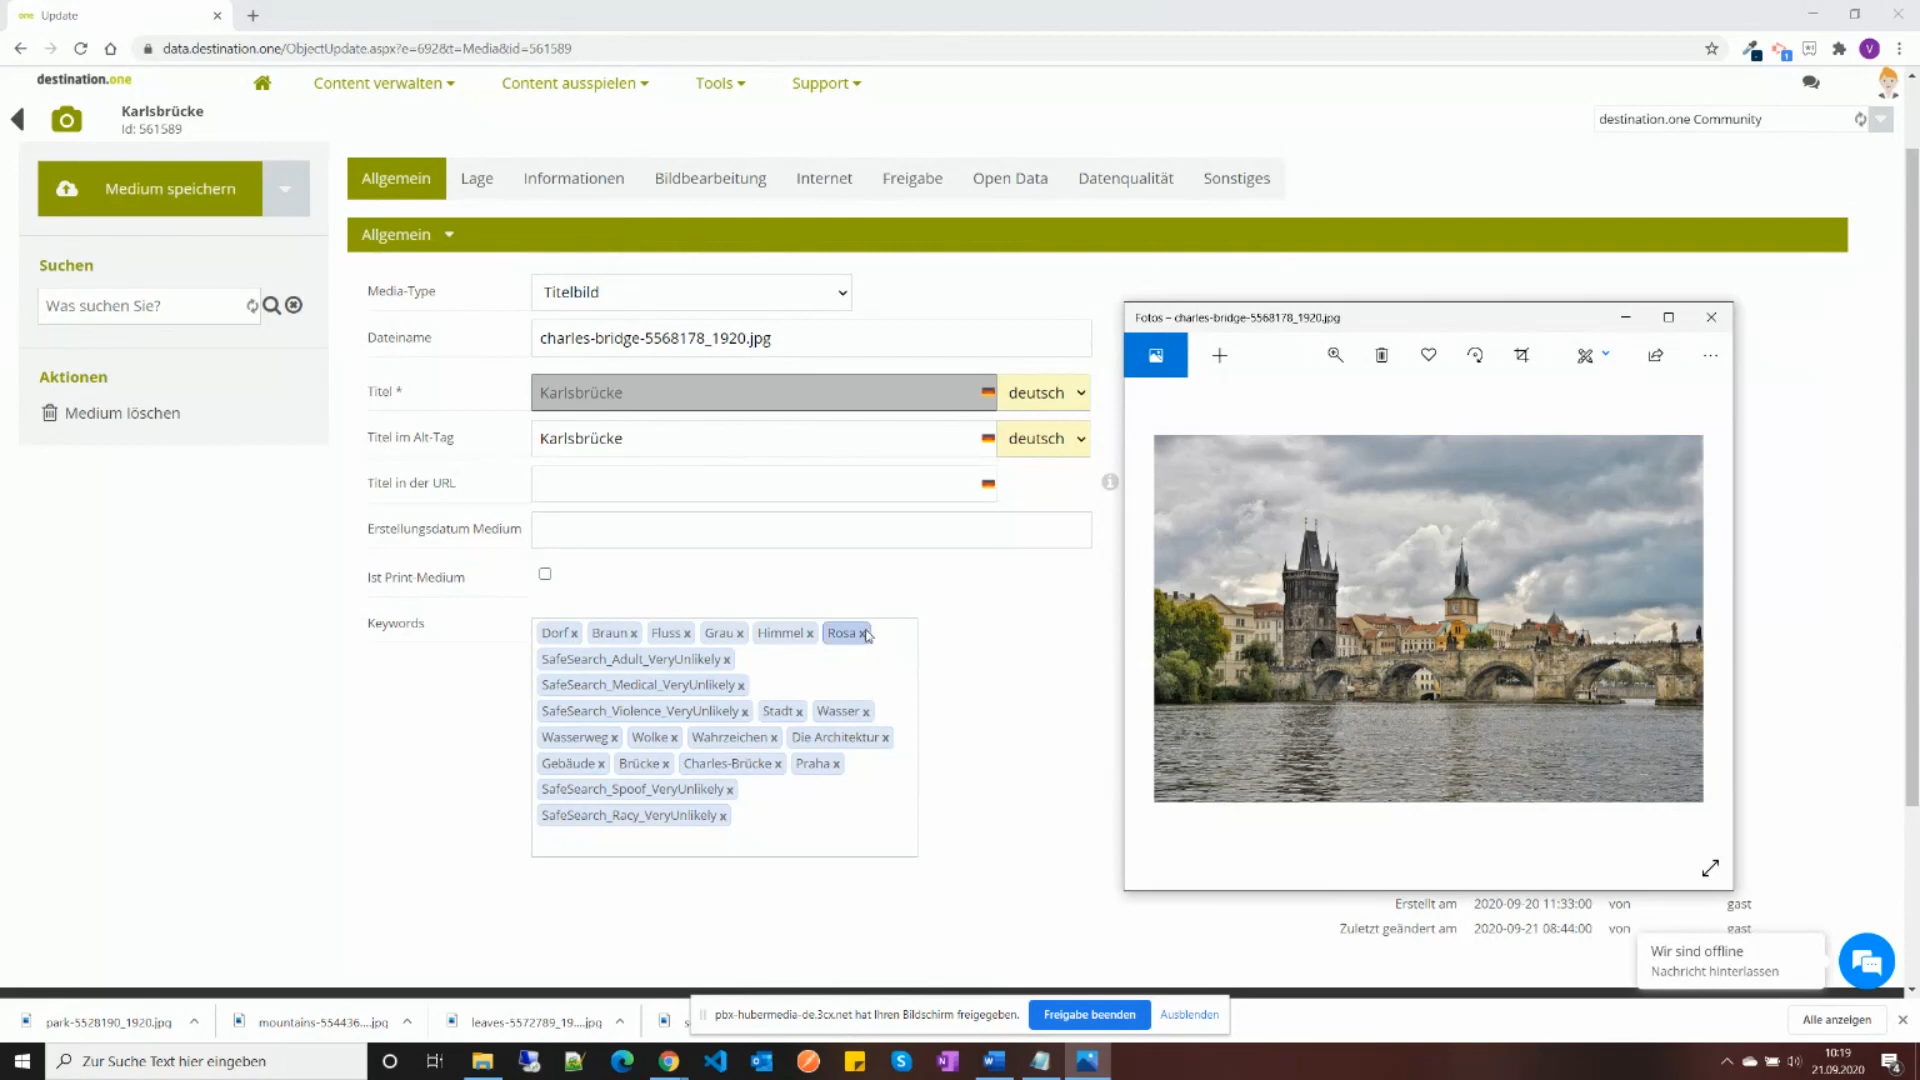 one Update
data.destination.one/ObjectUpdate.aspx?e=692&t=Media&id=561589
V
destination.one
Content verwalten
Content ausspielen
Tools
Support
Karlsbrücke
Id: 561589
destination.one Community
Medium speichern
Suchen
Was suchen Sie?
Aktionen
Medium löschen
Allgemein Lage Informationen Bildbearbeitung Internet Freigabe Open Data Datenqualität Sonstiges
Allgemein
Media-Type Titelbild
Dateiname charles-bridge-5568178_1920.jpg
Titel * Karlsbrücke deutsch
Titel im Alt-Tag Karlsbrücke deutsch
Titel in der URL
Erstellungsdatum Medium
Ist Print-Medium
Keywords
Dorf x Braun x Fluss x Grau x Himmel x Rosa x
SafeSearch_Adult_VeryUnlikely x
SafeSearch_Medical_VeryUnlikely x
SafeSearch_Violence_VeryUnlikely x Stadt x Wasser x
Wasserweg x Wolke x Wahrzeichen x Die Architektur x
Gebäude x Brücke x Charles-Brücke x Praha x
SafeSearch_Spoof_VeryUnlikely x
SafeSearch_Racy_VeryUnlikely x
Fotos – charles-bridge-5568178_1920.jpg
Erstellt am 2020-09-20 11:33:00 von gast
Zuletzt geändert am 2020-09-21 08:44:00 von gast
Wir sind offline
Nachricht hinterlassen
park-5528190_1920.jpg
mountains-554436....jpg
leaves-5572789_19....jpg
pbx-hubermedia-de.3cx.net hat Ihren Bildschirm freigegeben.
Freigabe beenden
Ausblenden
Alle anzeigen
Zur Suche Text hier eingeben
10:19
21.09.2020
4